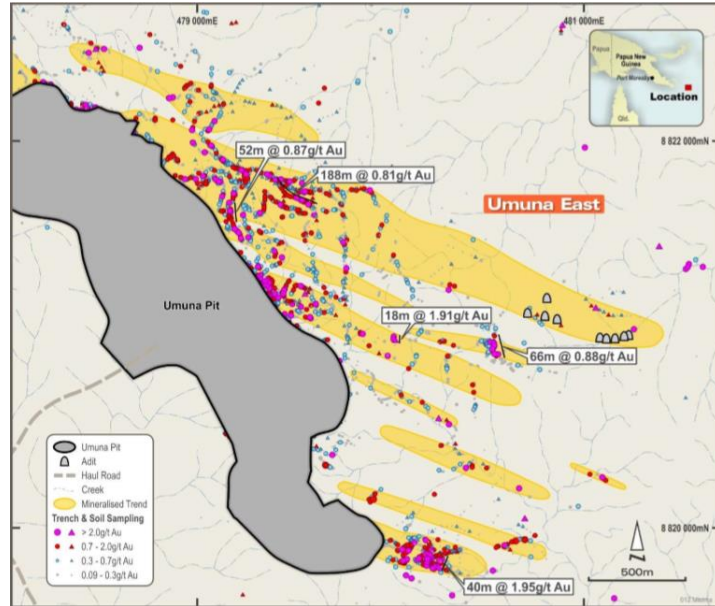 479 000mE
481 000mE
Papua
Papua New
Guinea
Port Moresby
Location
Qld.
8 822 000mN
52m @ 0.87g/t Au
188m @ 0.81g/t Au
Umuna East
Umuna Pit
18m @ 1.91g/t Au
66m @ 0.88g/t Au
Umuna Pit
Adit
Haul Road
Creek
Mineralised Trend
Trench & Soil Sampling
> 2.0g/t Au
0.7 - 2.0g/t Au
0.3 - 0.7g/t Au
0.09 - 0.3g/t Au
8 820 000mN
N
500m
40m @ 1.95g/t Au